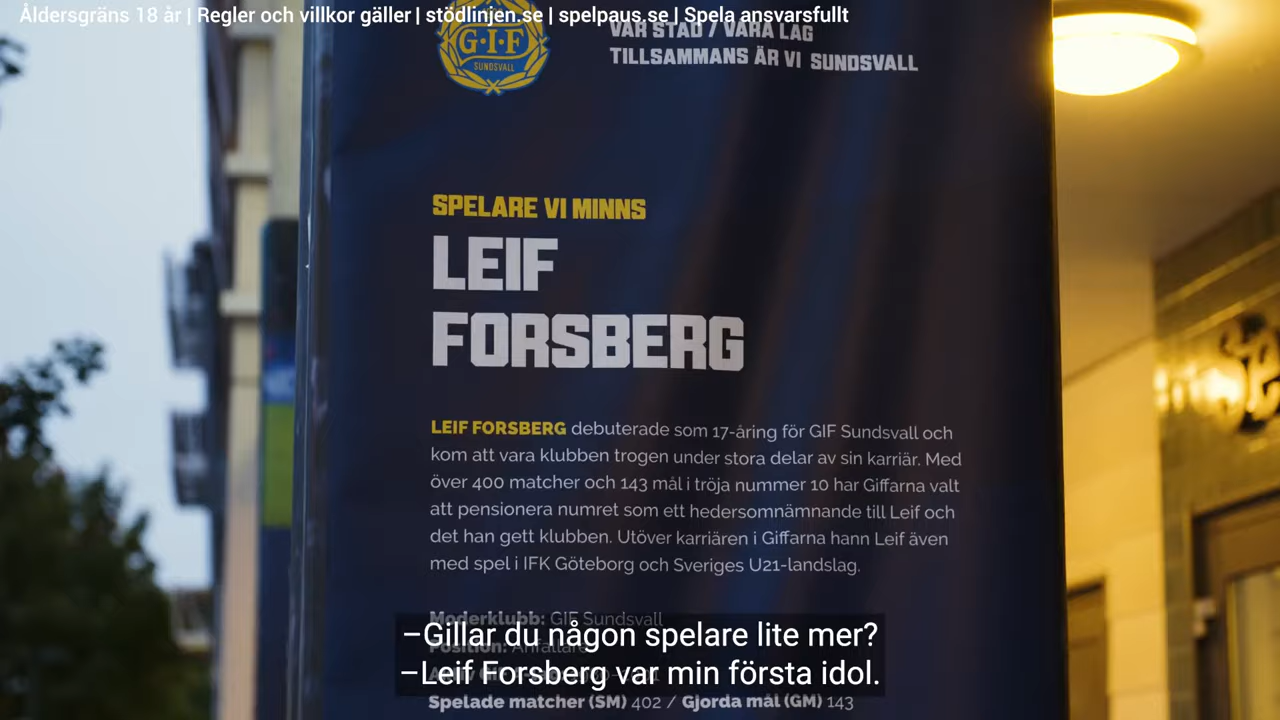 Åldersgräns 18 år | Regler och villkor gäller | stödlinjen.se | spelpaus.se | Spela ansvarsfullt
G·I·F
SUNDSVALL
VÅR STAD / VÅRA LAG
TILLSAMMANS ÄR VI SUNDSVALL
SPELARE VI MINNS
LEIF
FORSBERG
LEIF FORSBERG debuterade som 17-åring för GIF Sundsvall och
kom att vara klubben trogen under stora delar av sin karriär. Med
över 400 matcher och 143 mål i tröja nummer 10 har Giffarna valt
att pensionera numret som ett hedersomnämnande till Leif och
det han gett klubben. Utöver karriären i Giffarna hann Leif även
med spel i IFK Göteborg och Sveriges U21-landslag.
Moderklubb: GIF Sundsvall
Position: Anfallare
–Gillar du någon spelare lite mer?
–Leif Forsberg var min första idol.
Spelade matcher (SM) 402 / Gjorda mål (GM) 143